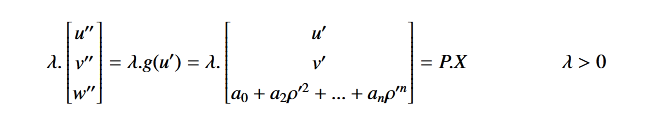 λ. [u′′ v′′ w′′] = λ.g(u′) = λ. [u′ v′ a₀ + a₂ρ′² + ... + aₙρ′ⁿ] = P.X λ > 0